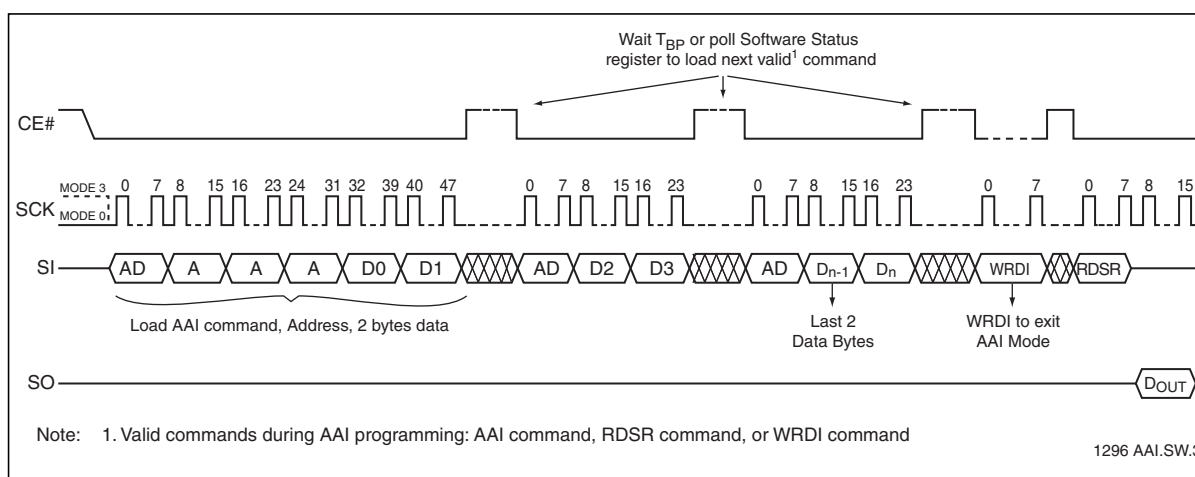 Wait TBP or poll Software Status
register to load next valid1 command
CE#
MODE 3 0 7 8 15 16 23 24 31 32 39 40 47 0 7 8 15 16 23 0 7 8 15 16 23 0 7 0 7 8 15
SCK MODE 0
SI AD A A A D0 D1 AD D2 D3 AD Dn-1 Dn WRDI RDSR
Load AAI command, Address, 2 bytes data
Last 2
Data Bytes
WRDI to exit
AAI Mode
SO DOUT
Note: 1. Valid commands during AAI programming: AAI command, RDSR command, or WRDI command
1296 AAI.SW.3